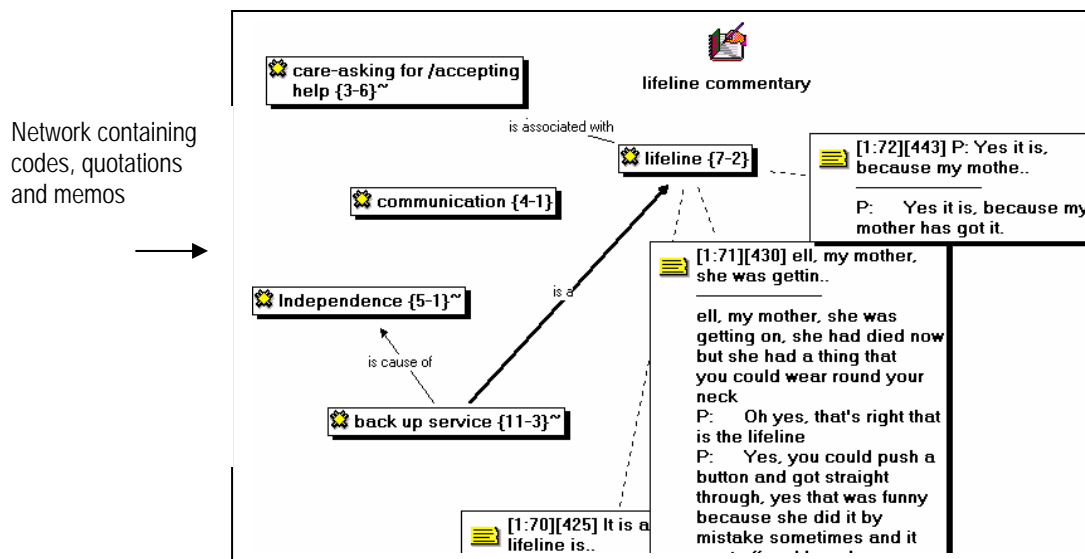 Network containing
codes, quotations
and memos
care-asking for /accepting
help {3-6}~
lifeline commentary
is associated with
lifeline {7-2}
[1:72][443] P: Yes it is,
because my mothe..
P: Yes it is, because my
mother has got it.
communication {4-1}
[1:71][430] ell, my mother,
she was gettin..
ell, my mother, she was
getting on, she had died now
but she had a thing that
you could wear round your
neck
P: Oh yes, that's right that
is the lifeline
P: Yes, you could push a
button and got straight
through, yes that was funny
because she did it by
mistake sometimes and it
Independence {5-1}~
is a
is cause of
back up service {11-3}~
[1:70][425] It is a
lifeline is..